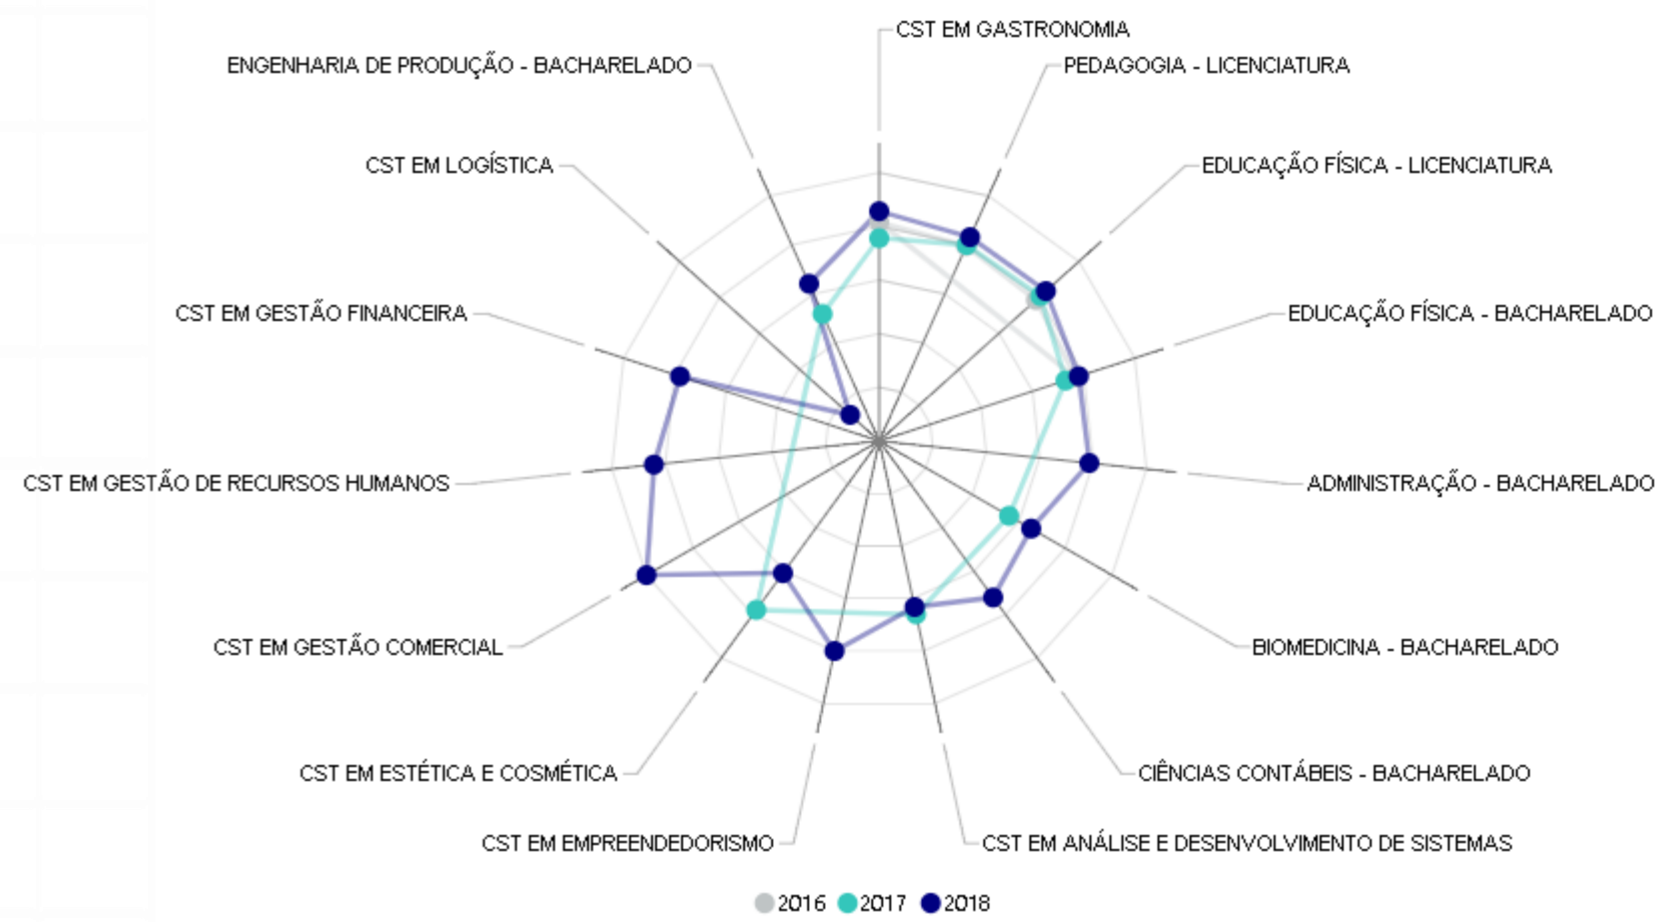 CST EM GASTRONOMIA
ENGENHARIA DE PRODUÇÃO - BACHARELADO
PEDAGOGIA - LICENCIATURA
CST EM LOGÍSTICA
EDUCAÇÃO FÍSICA - LICENCIATURA
CST EM GESTÃO FINANCEIRA
EDUCAÇÃO FÍSICA - BACHARELADO
CST EM GESTÃO DE RECURSOS HUMANOS
ADMINISTRAÇÃO - BACHARELADO
CST EM GESTÃO COMERCIAL
BIOMEDICINA - BACHARELADO
CST EM ESTÉTICA E COSMÉTICA
CIÊNCIAS CONTÁBEIS - BACHARELADO
CST EM EMPREENDEDORISMO
CST EM ANÁLISE E DESENVOLVIMENTO DE SISTEMAS
2016 2017 2018